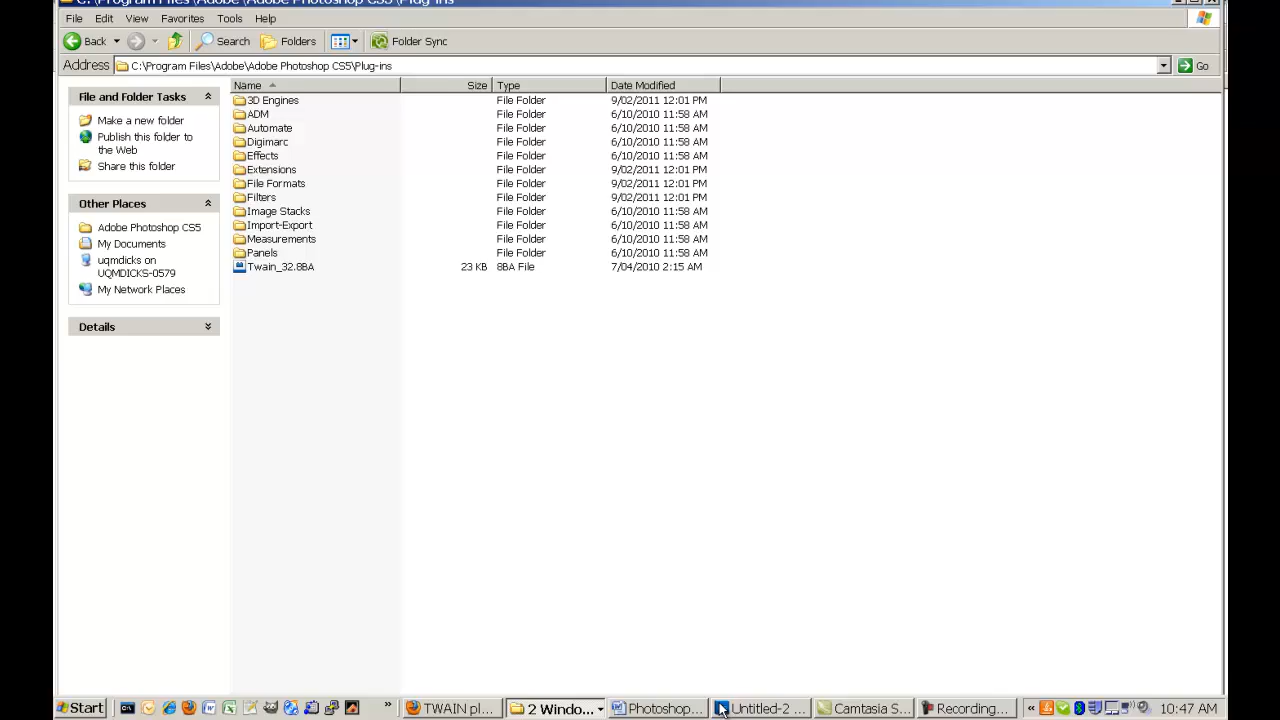 C:\Program Files\Adobe\Adobe Photoshop CS5\Plug-ins
File Edit View Favorites Tools Help
Back Search Folders Folder Sync
Address C:\Program Files\Adobe\Adobe Photoshop CS5\Plug-ins Go
File and Folder Tasks
Make a new folder
Publish this folder to
the Web
Share this folder
Other Places
Adobe Photoshop CS5
My Documents
uqmdicks on
UQMDICKS-0579
My Network Places
Details
Name Size Type Date Modified
3D Engines File Folder 9/02/2011 12:01 PM
ADM File Folder 6/10/2010 11:58 AM
Automate File Folder 6/10/2010 11:58 AM
Digimarc File Folder 6/10/2010 11:58 AM
Effects File Folder 6/10/2010 11:58 AM
Extensions File Folder 9/02/2011 12:01 PM
File Formats File Folder 9/02/2011 12:01 PM
Filters File Folder 9/02/2011 12:01 PM
Image Stacks File Folder 6/10/2010 11:58 AM
Import-Export File Folder 6/10/2010 11:58 AM
Measurements File Folder 6/10/2010 11:58 AM
Panels File Folder 6/10/2010 11:58 AM
Twain_32.8BA 23 KB 8BA File 7/04/2010 2:15 AM
Start » TWAIN pl... 2 Windo... Photoshop... Untitled-2 ... Camtasia S... Recording... « 10:47 AM